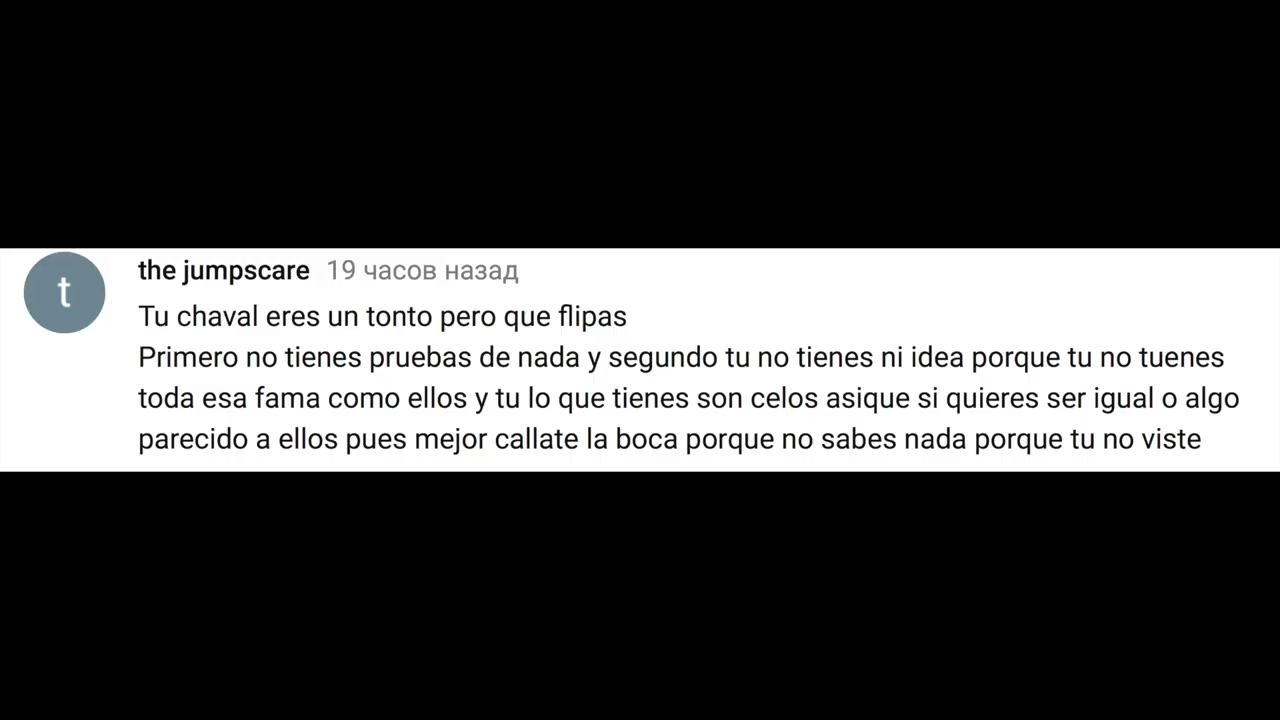 t
the jumpscare 19 часов назад
Tu chaval eres un tonto pero que flipas
Primero no tienes pruebas de nada y segundo tu no tienes ni idea porque tu no tuenes
toda esa fama como ellos y tu lo que tienes son celos asique si quieres ser igual o algo
parecido a ellos pues mejor callate la boca porque no sabes nada porque tu no viste